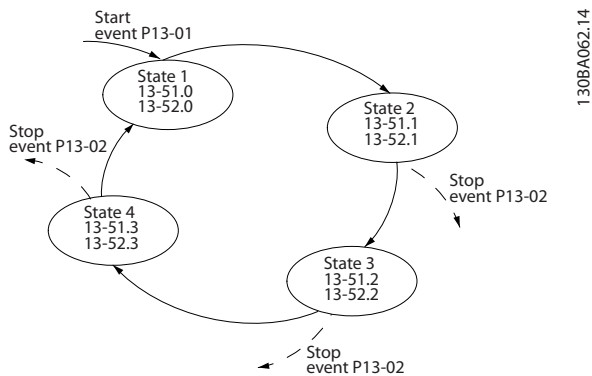 Start
event P13-01
State 1
13-51.0
13-52.0
State 2
13-51.1
13-52.1
Stop
event P13-02
Stop
event P13-02
State 4
13-51.3
13-52.3
State 3
13-51.2
13-52.2
Stop
event P13-02
130BA062.14